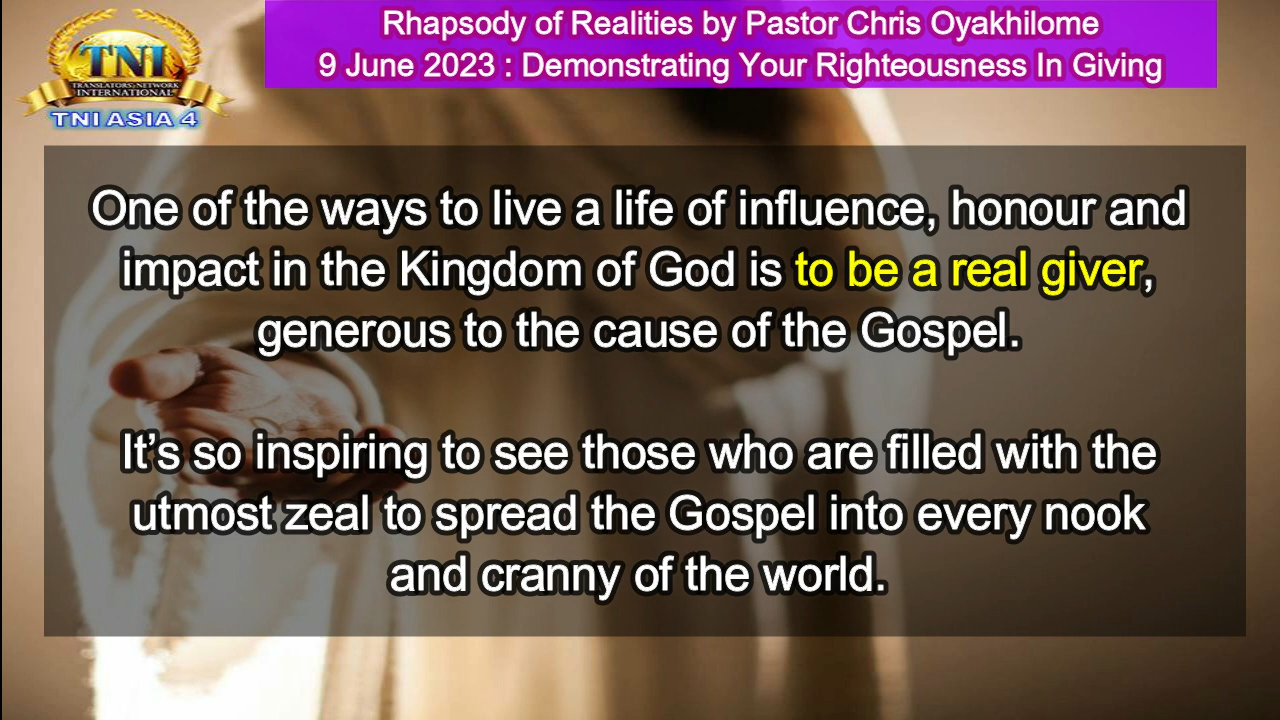 Rhapsody of Realities by Pastor Chris Oyakhilome
9 June 2023 : Demonstrating Your Righteousness In Giving
TNI
TRANSLATORS' NETWORK
INTERNATIONAL
TNI ASIA 4
One of the ways to live a life of influence, honour and
impact in the Kingdom of God is to be a real giver,
generous to the cause of the Gospel.
It’s so inspiring to see those who are filled with the
utmost zeal to spread the Gospel into every nook
and cranny of the world.